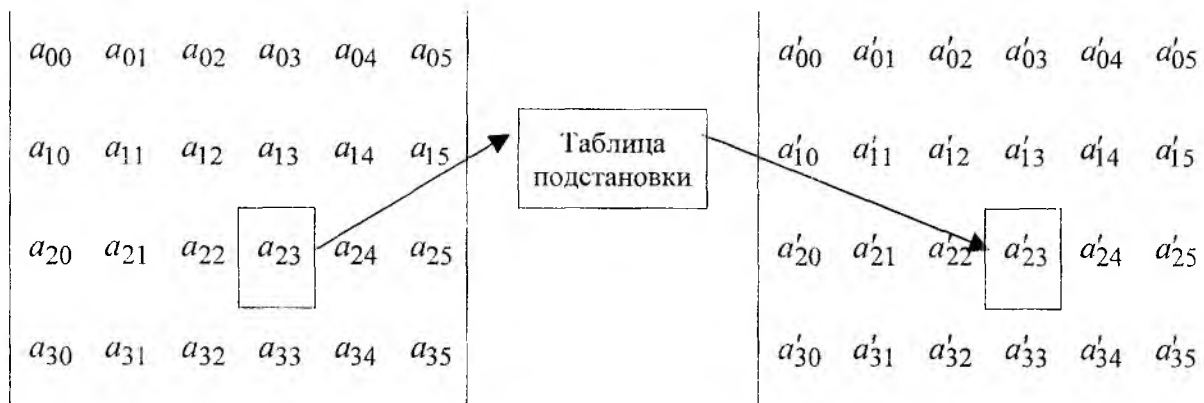 a00 a01 a02 a03 a04 a05 a'00 a'01 a'02 a'03 a'04 a'05
a10 a11 a12 a13 a14 a15 Таблица a'10 a'11 a'12 a'13 a'14 a'15
подстановки
a20 a21 a22 a23 a24 a25 a'20 a'21 a'22 a'23 a'24 a'25
a30 a31 a32 a33 a34 a35 a'30 a'31 a'32 a'33 a'34 a'35